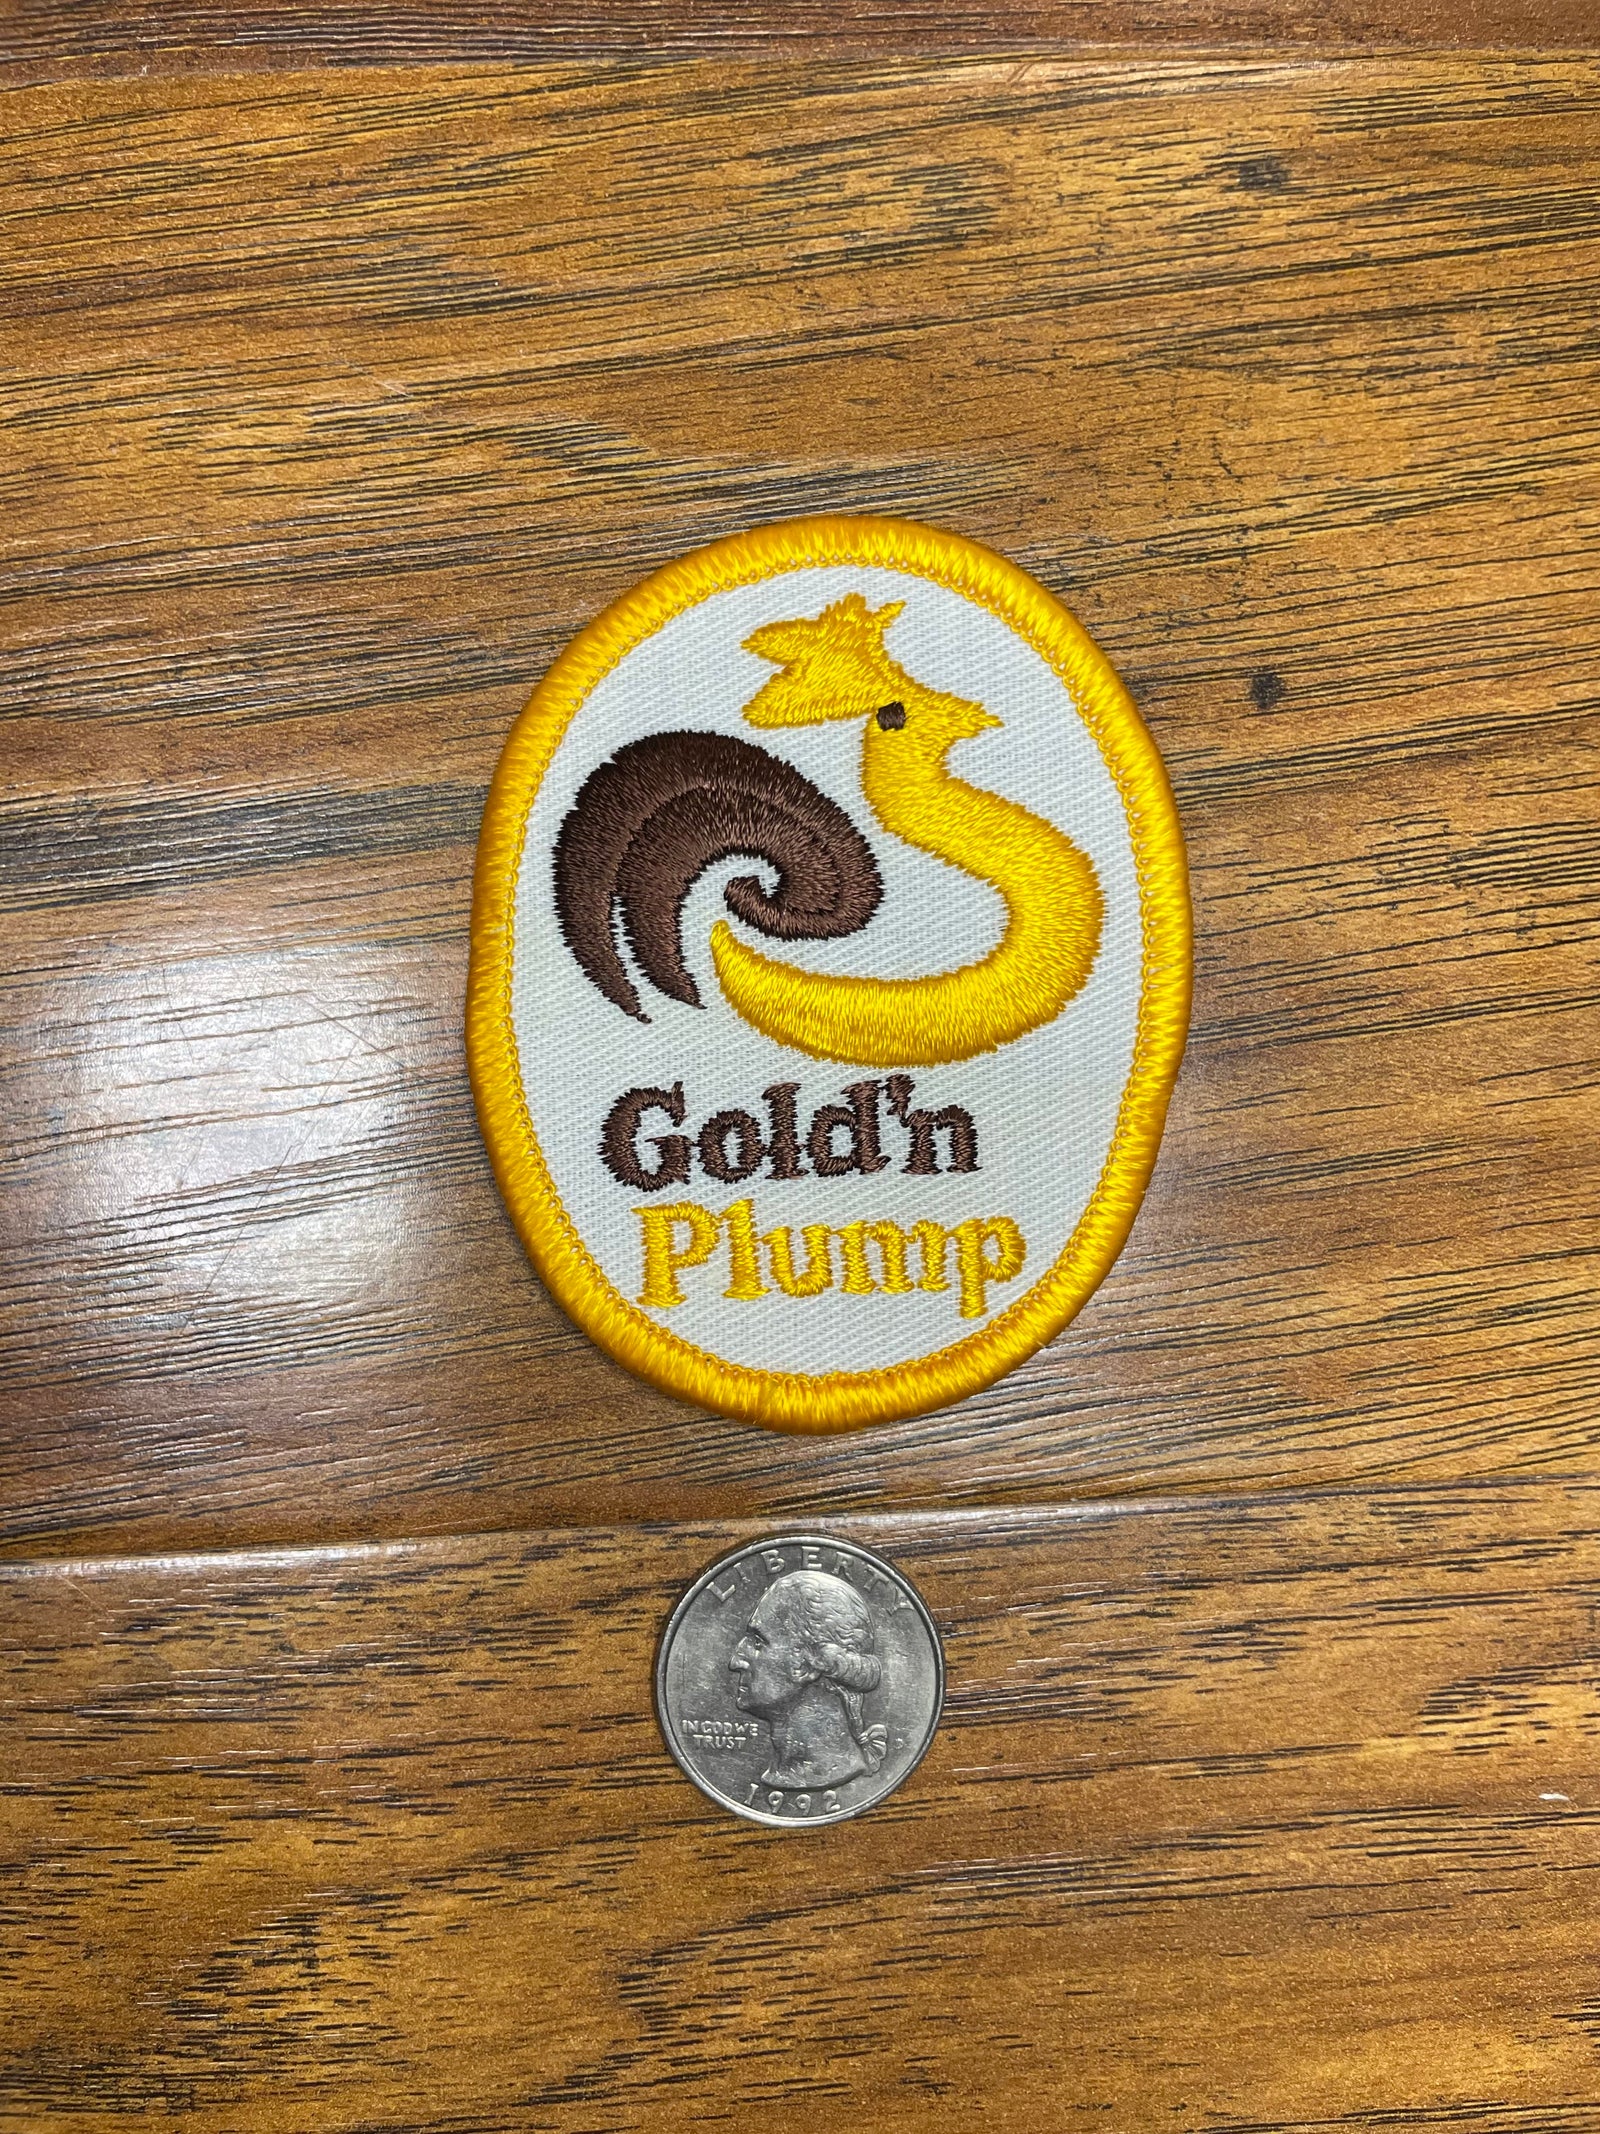 Gold'n
Plump
LIBERTY
IN GOD WE
TRUST
D
1992